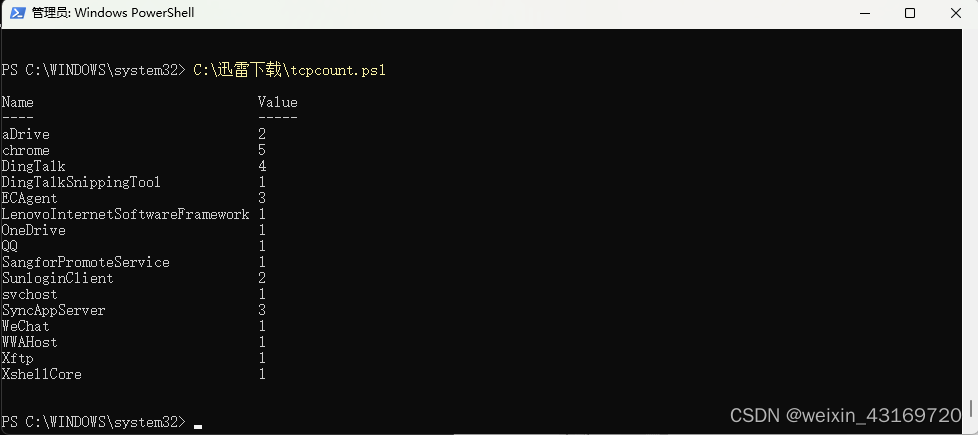 管理员: Windows PowerShell
PS C:\WINDOWS\system32> C:\迅雷下载\tcpcount.ps1
Name Value
---- -----
aDrive 2
chrome 5
DingTalk 4
DingTalkSnippingTool 1
ECAgent 3
LenovoInternetSoftwareFramework 1
OneDrive 1
QQ 1
SangforPromoteService 1
SunloginClient 2
svchost 1
SyncAppServer 3
WeChat 1
WWAHost 1
Xftp 1
XshellCore 1
PS C:\WINDOWS\system32>
CSDN @weixin_43169720